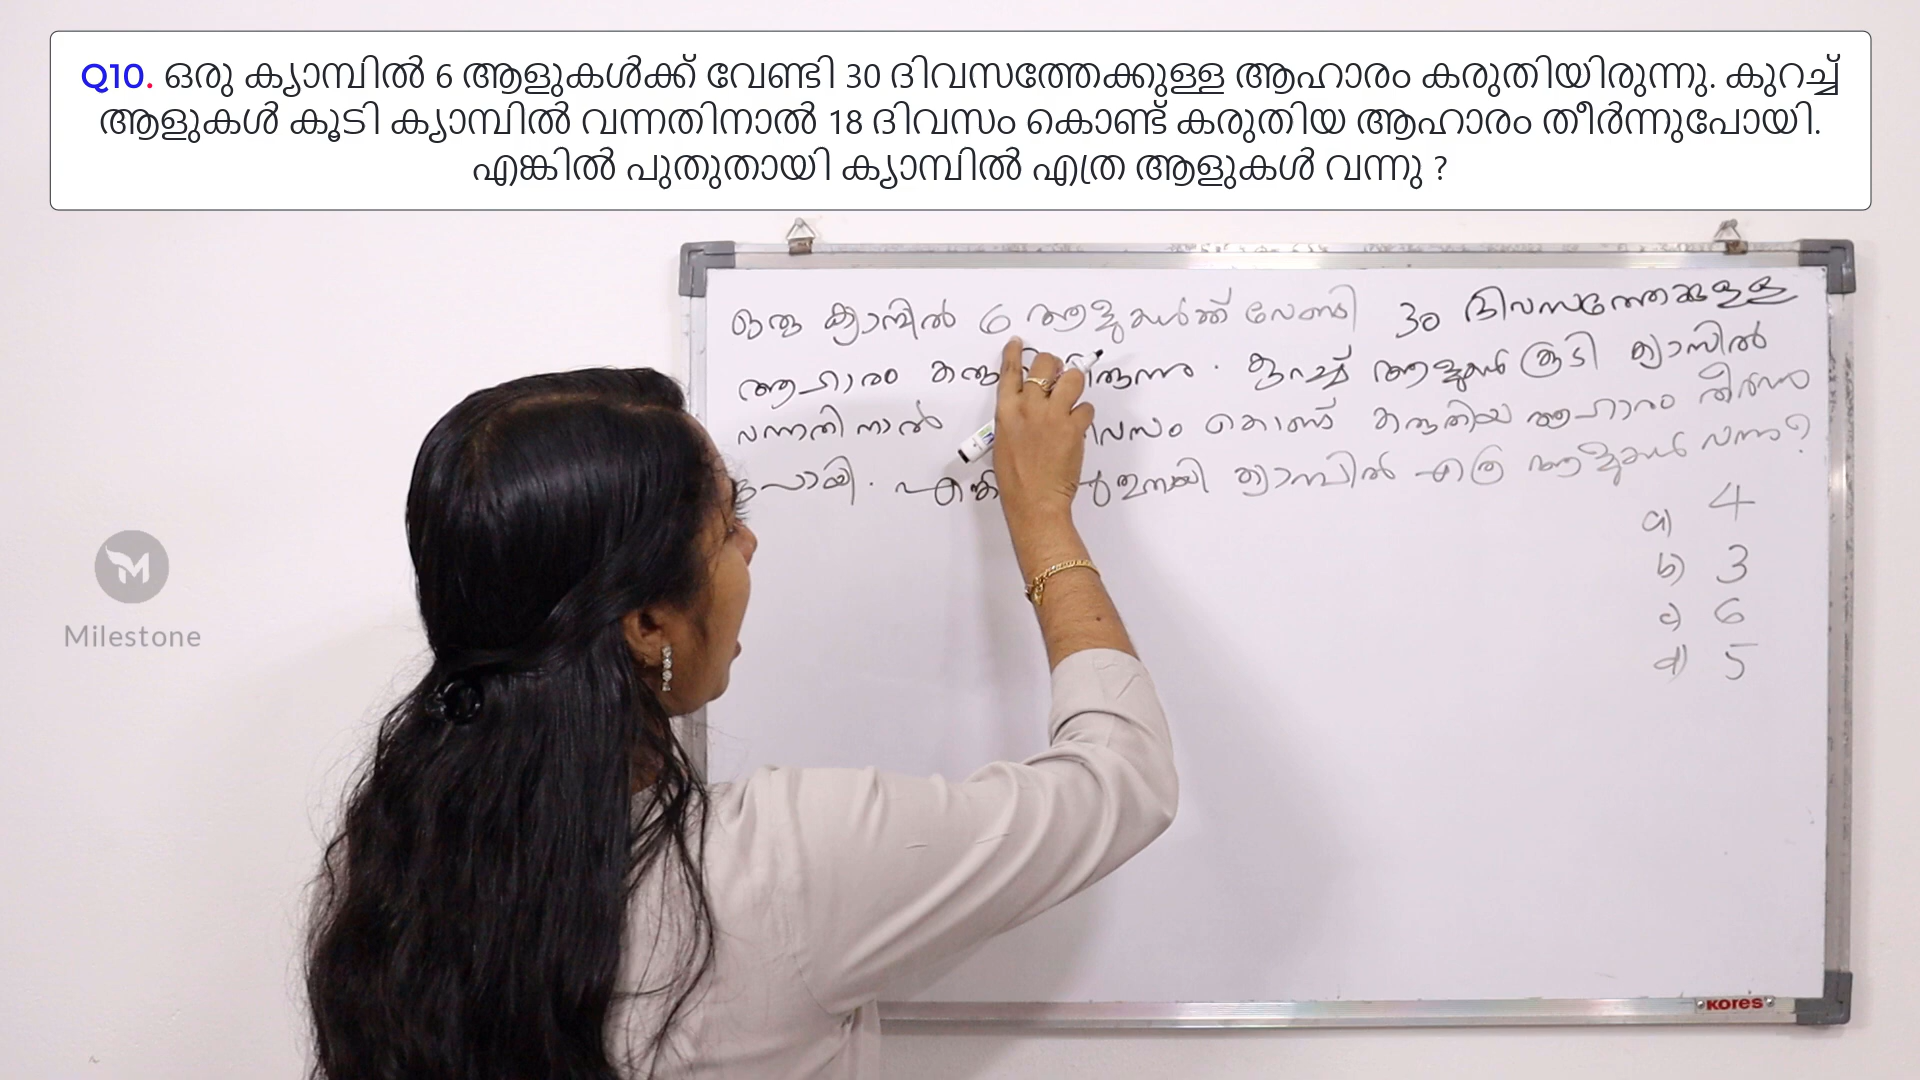 Q10. ഒരു ക്യാമ്പിൽ 6 ആളുകൾക്ക് വേണ്ടി 30 ദിവസത്തേക്കുള്ള ആഹാരം കരുതിയിരുന്നു. കുറച്ച്
ആളുകൾ കൂടി ക്യാമ്പിൽ വന്നതിനാൽ 18 ദിവസം കൊണ്ട് കരുതിയ ആഹാരം തീർന്നുപോയി.
എങ്കിൽ പുതുതായി ക്യാമ്പിൽ എത്ര ആളുകൾ വന്നു ?
ഒരു ക്യാമ്പിൽ 6 ആളുകൾക്ക് വേണ്ടി 30 ദിവസത്തേക്കുള്ള
ആഹാരം . കുറച്ച് ആളുകൾ കൂടി ക്യാമ്പിൽ
വന്നതിനാൽ കൊണ്ട് കരുതിയ ആഹാരം തീർന്നു
പോയി. ക്യാമ്പിൽ എത്ര ആളുകൾ വന്നു?
a) 4
b) 3
c) 6
d) 5
Milestone
KORES